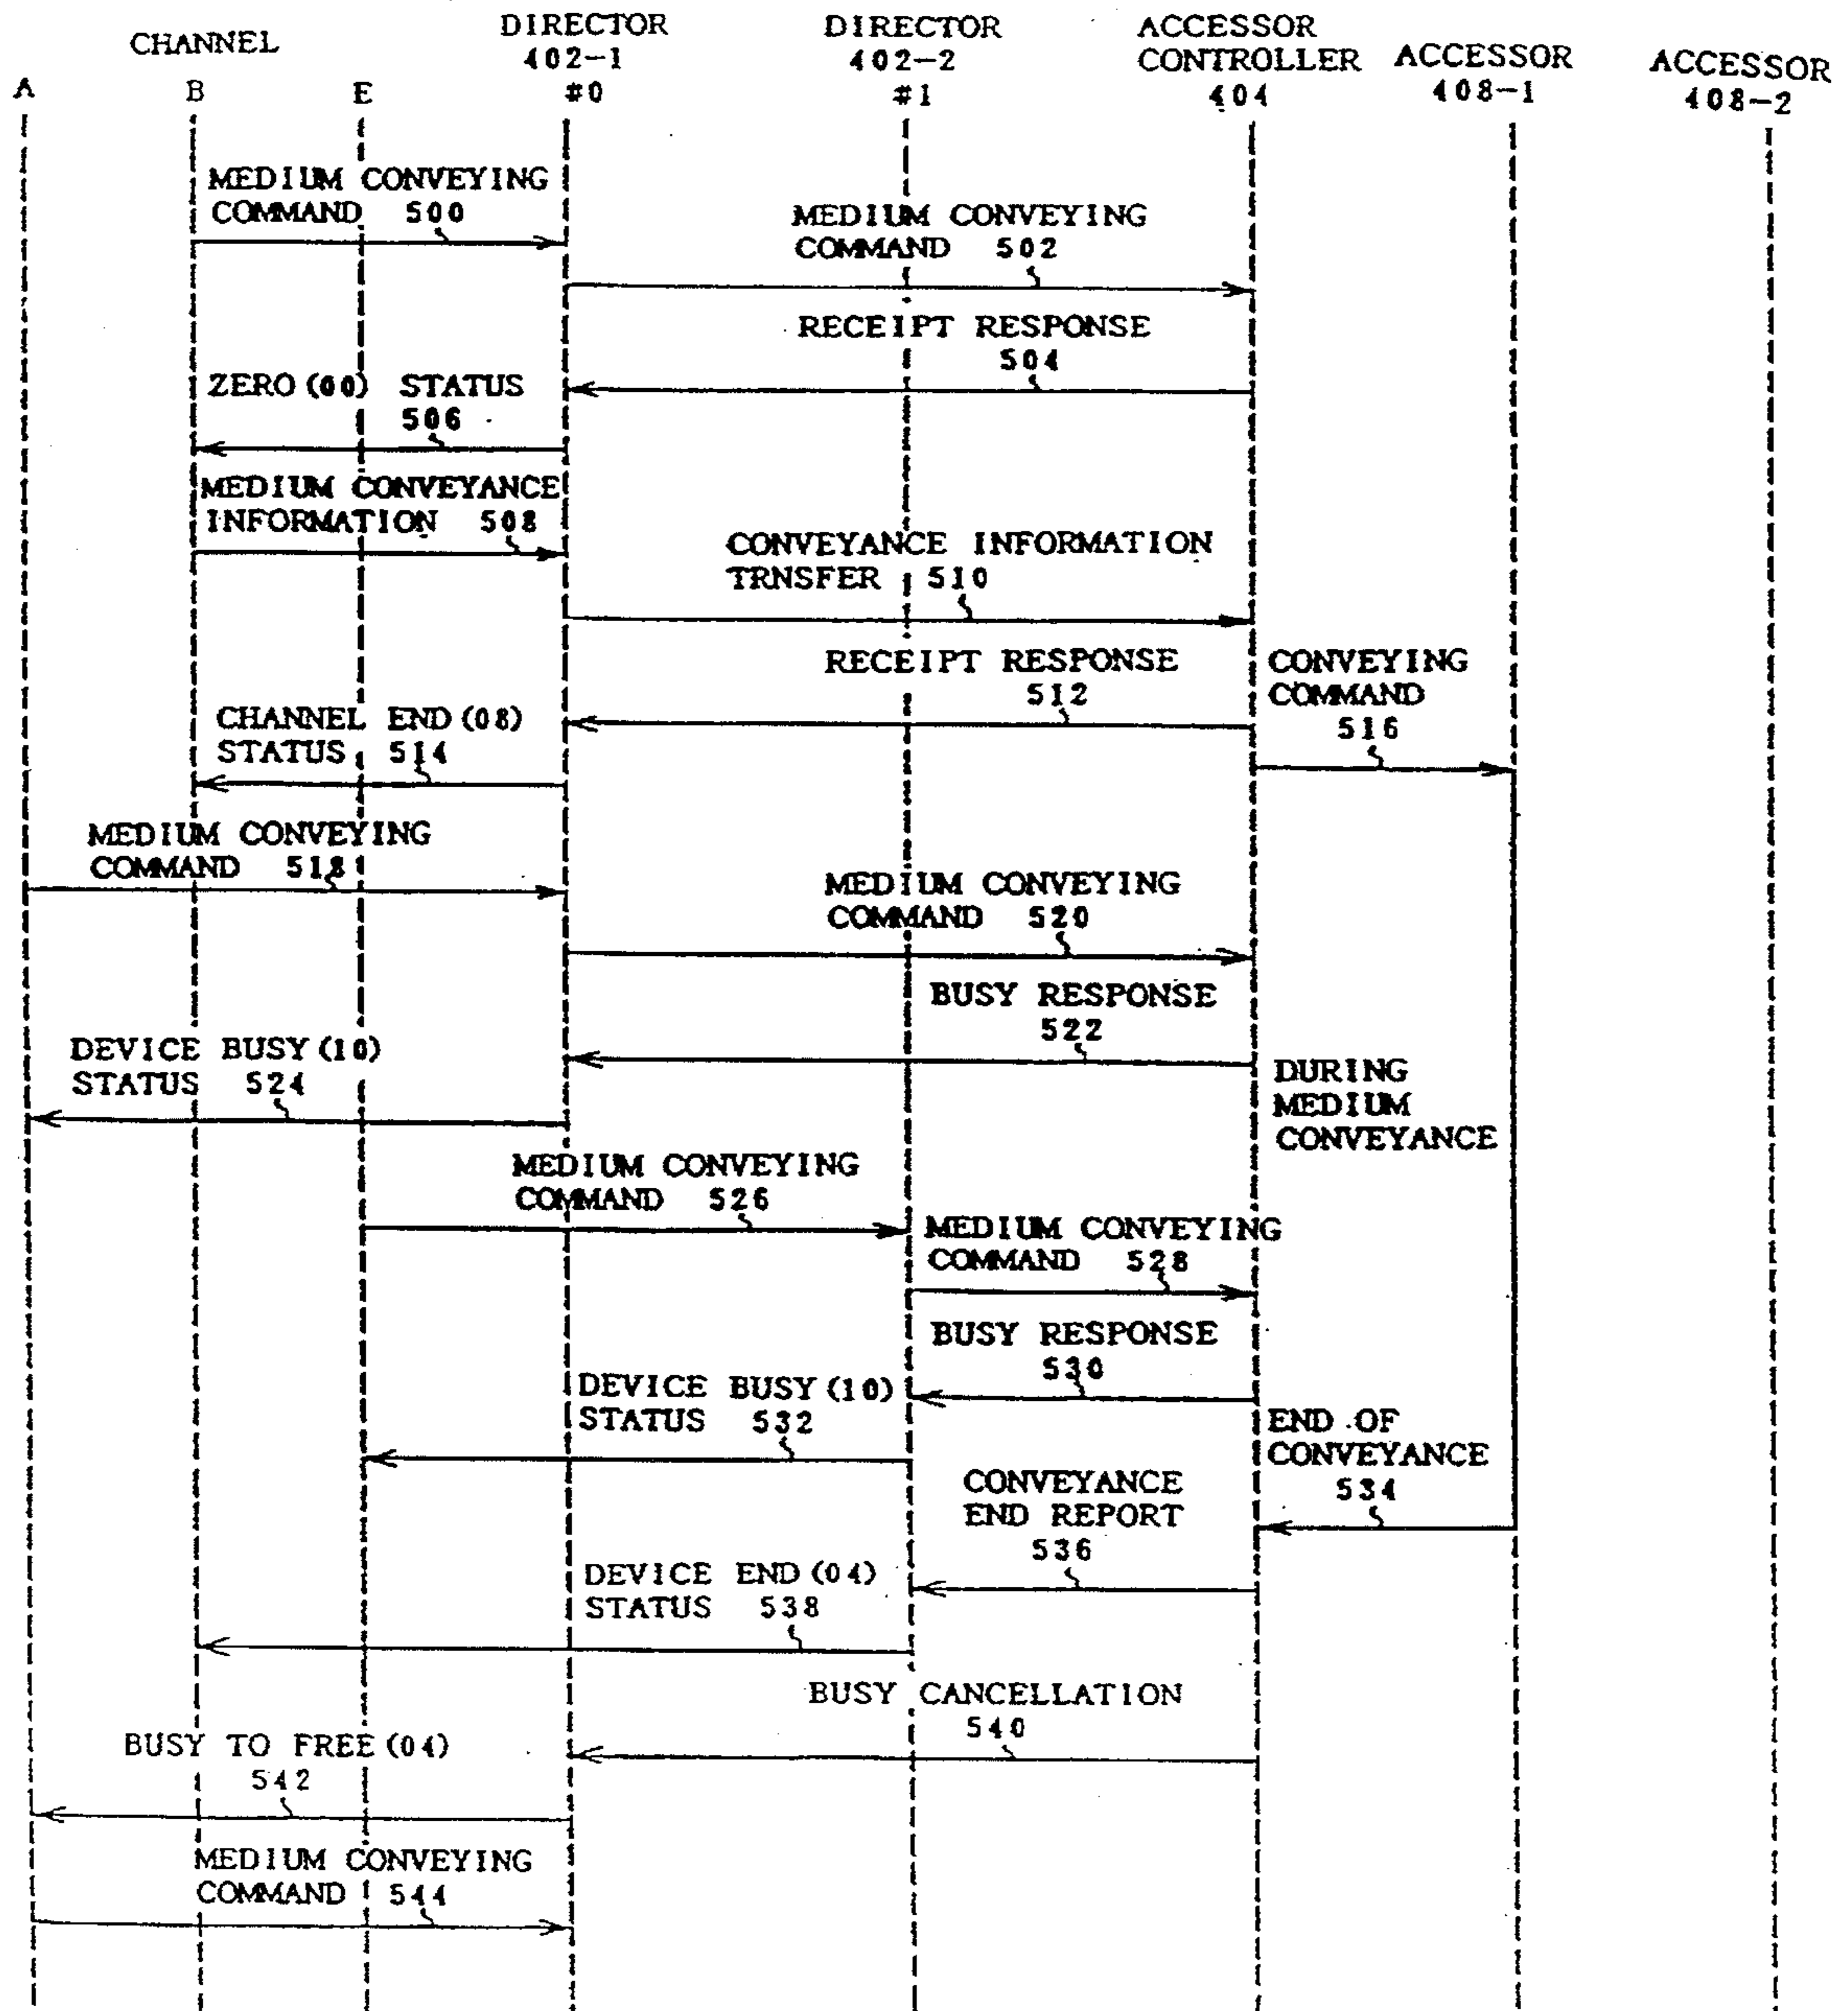 CHANNEL
A B E
DIRECTOR
402-1
#0
DIRECTOR
402-2
#1
ACCESSOR
CONTROLLER
404
ACCESSOR
408-1
ACCESSOR
408-2
MEDIUM CONVEYING
COMMAND 500
MEDIUM CONVEYING
COMMAND 502
RECEIPT RESPONSE
504
ZERO(00) STATUS
506
MEDIUM CONVEYANCE
INFORMATION 508
CONVEYANCE INFORMATION
TRNSFER 510
RECEIPT RESPONSE
512
CONVEYING
COMMAND
516
CHANNEL END(08)
STATUS 514
MEDIUM CONVEYING
COMMAND 518
MEDIUM CONVEYING
COMMAND 520
BUSY RESPONSE
522
DEVICE BUSY(10)
STATUS 524
DURING
MEDIUM
CONVEYANCE
MEDIUM CONVEYING
COMMAND 526
MEDIUM CONVEYING
COMMAND 528
BUSY RESPONSE
530
DEVICE BUSY(10)
STATUS 532
END OF
CONVEYANCE
534
CONVEYANCE
END REPORT
536
DEVICE END(04)
STATUS 538
BUSY CANCELLATION
540
BUSY TO FREE(04)
542
MEDIUM CONVEYING
COMMAND 544